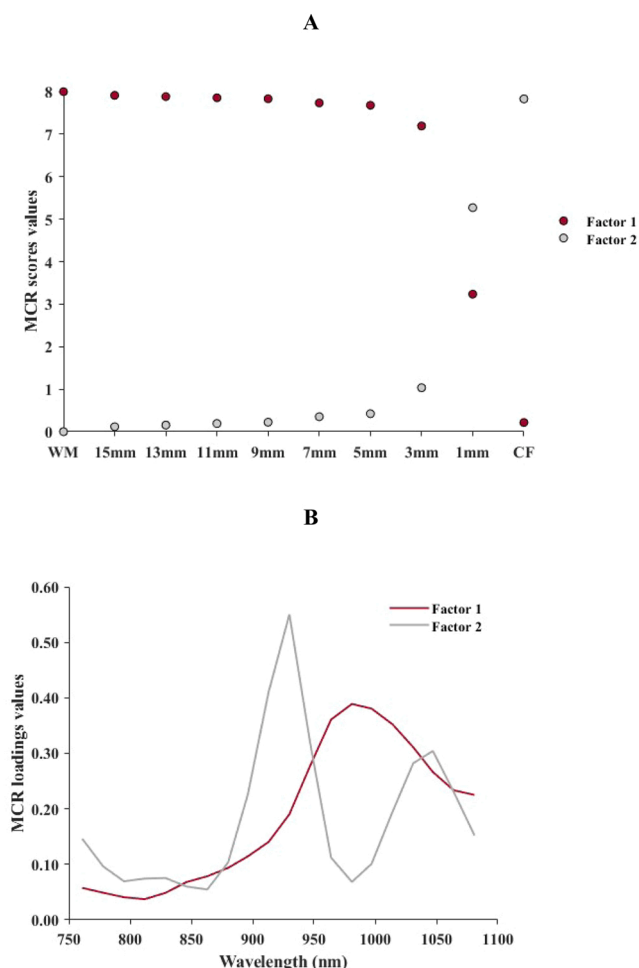 A
MCR scores values
8
7
6
5
4
3
2
1
0
WM 15mm 13mm 11mm 9mm 7mm 5mm 3mm 1mm CF
Factor 1
Factor 2
B
MCR loadings values
0.60
0.50
0.40
0.30
0.20
0.10
0.00
750 800 850 900 950 1000 1050 1100
Wavelength (nm)
Factor 1
Factor 2